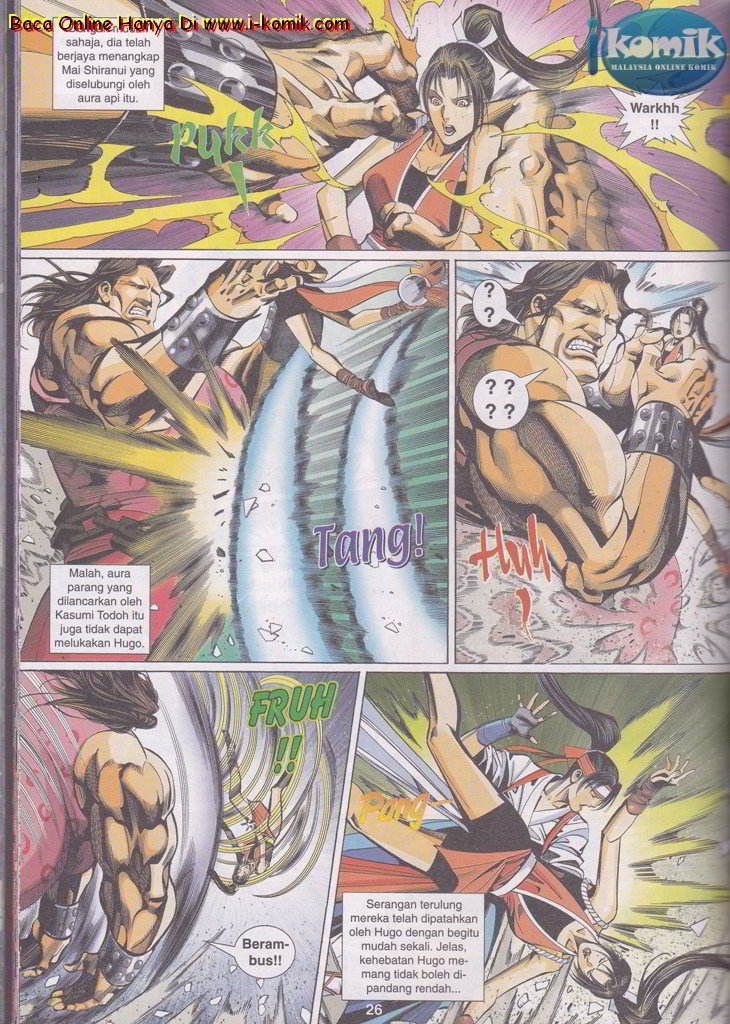 Baca Online Hanya Di www.i-komik.com
ikomik
MALAYSIA ONLINE KOMIK
sahaja, dia telah
berjaya menangkap
Mai Shiranui yang
diselubungi oleh
aura api itu.
Pykk
!
Warkhh
!!
Tang!
Malah, aura
parang yang
dilancarkan oleh
Kasumi Todoh itu
juga tidak dapat
melukakan Hugo.
? 
?
? ?
? ?
Huh
!
FRUH
!!
Beram-
bus!!
Pong
Serangan terulung
mereka telah dipatahkan
oleh Hugo dengan begitu
mudah sekali. Jelas,
kehebatan Hugo me-
mang tidak boleh di-
pandang rendah...
26